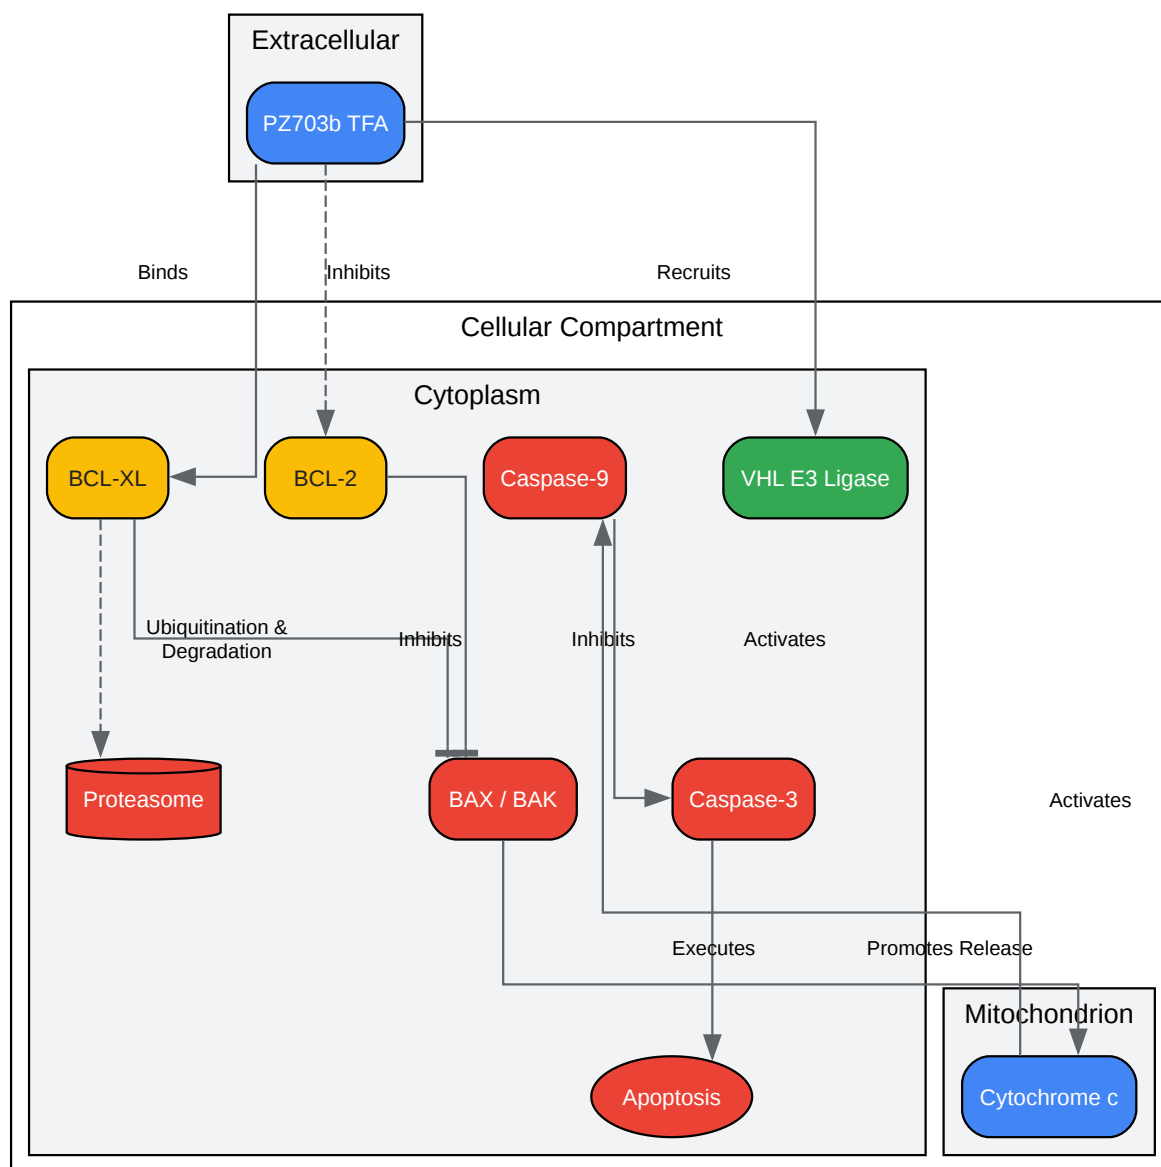 Extracellular
PZ703b TFA
Binds
Inhibits
Recruits
Cellular Compartment
Cytoplasm
BCL-XL
BCL-2
Caspase-9
VHL E3 Ligase
Ubiquitination &
Degradation
Inhibits
Inhibits
Activates
Proteasome
BAX / BAK
Caspase-3
Activates
Executes
Promotes Release
Mitochondrion
Apoptosis
Cytochrome c